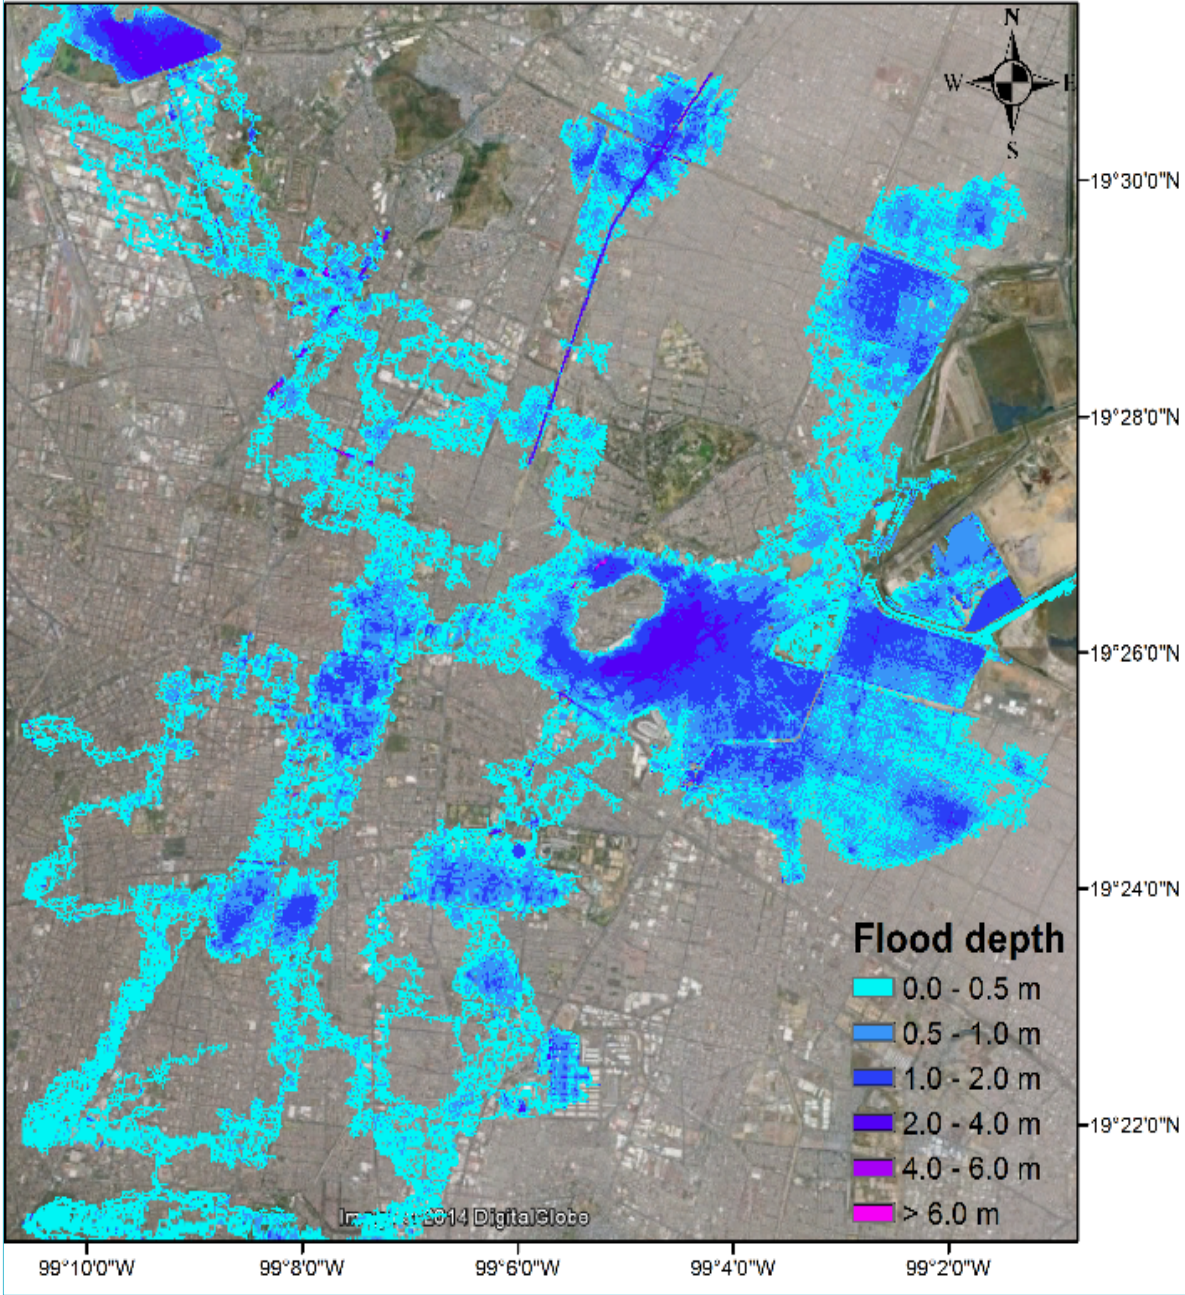 N
W E
S
19°30'0"N
19°28'0"N
19°26'0"N
19°24'0"N
Flood depth
0.0 - 0.5 m
0.5 - 1.0 m
1.0 - 2.0 m
2.0 - 4.0 m
4.0 - 6.0 m
> 6.0 m
19°22'0"N
2014 DigitalGlobe
99°10'0"W 99°8'0"W 99°6'0"W 99°4'0"W 99°2'0"W